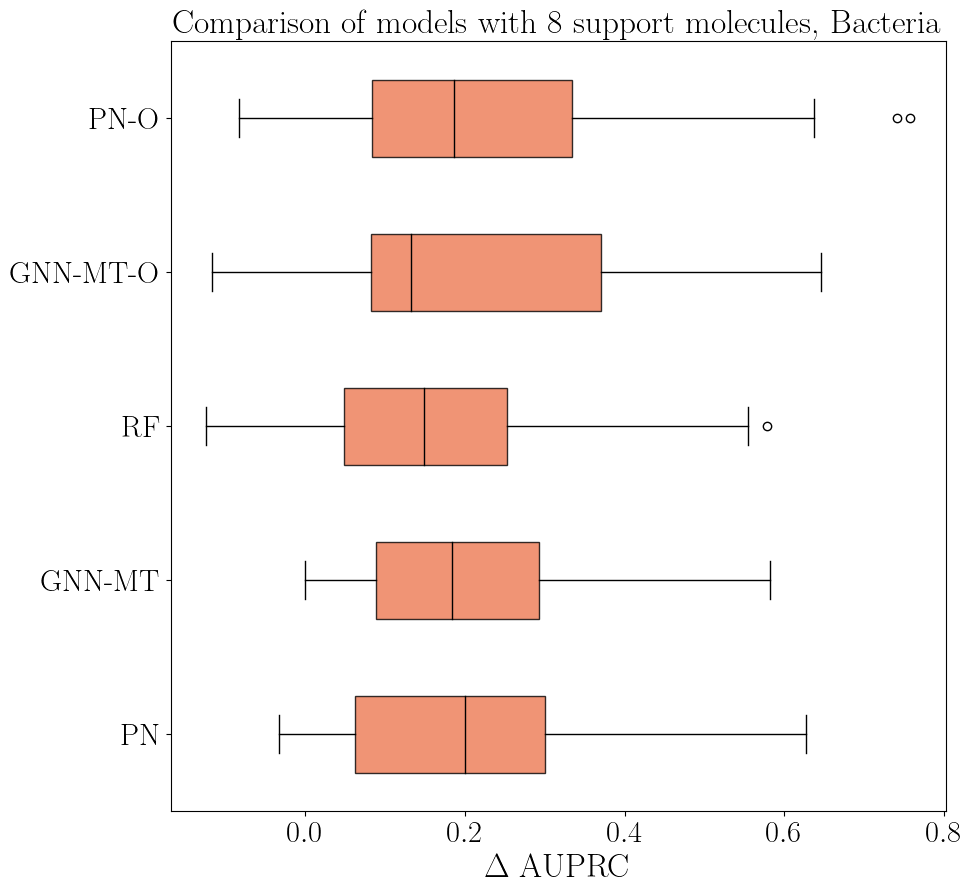 Comparison of models with 8 support molecules, Bacteria
PN-O
GNN-MT-O
RF
GNN-MT
PN
0.0 0.2 0.4 0.6 0.8
Δ AUPRC